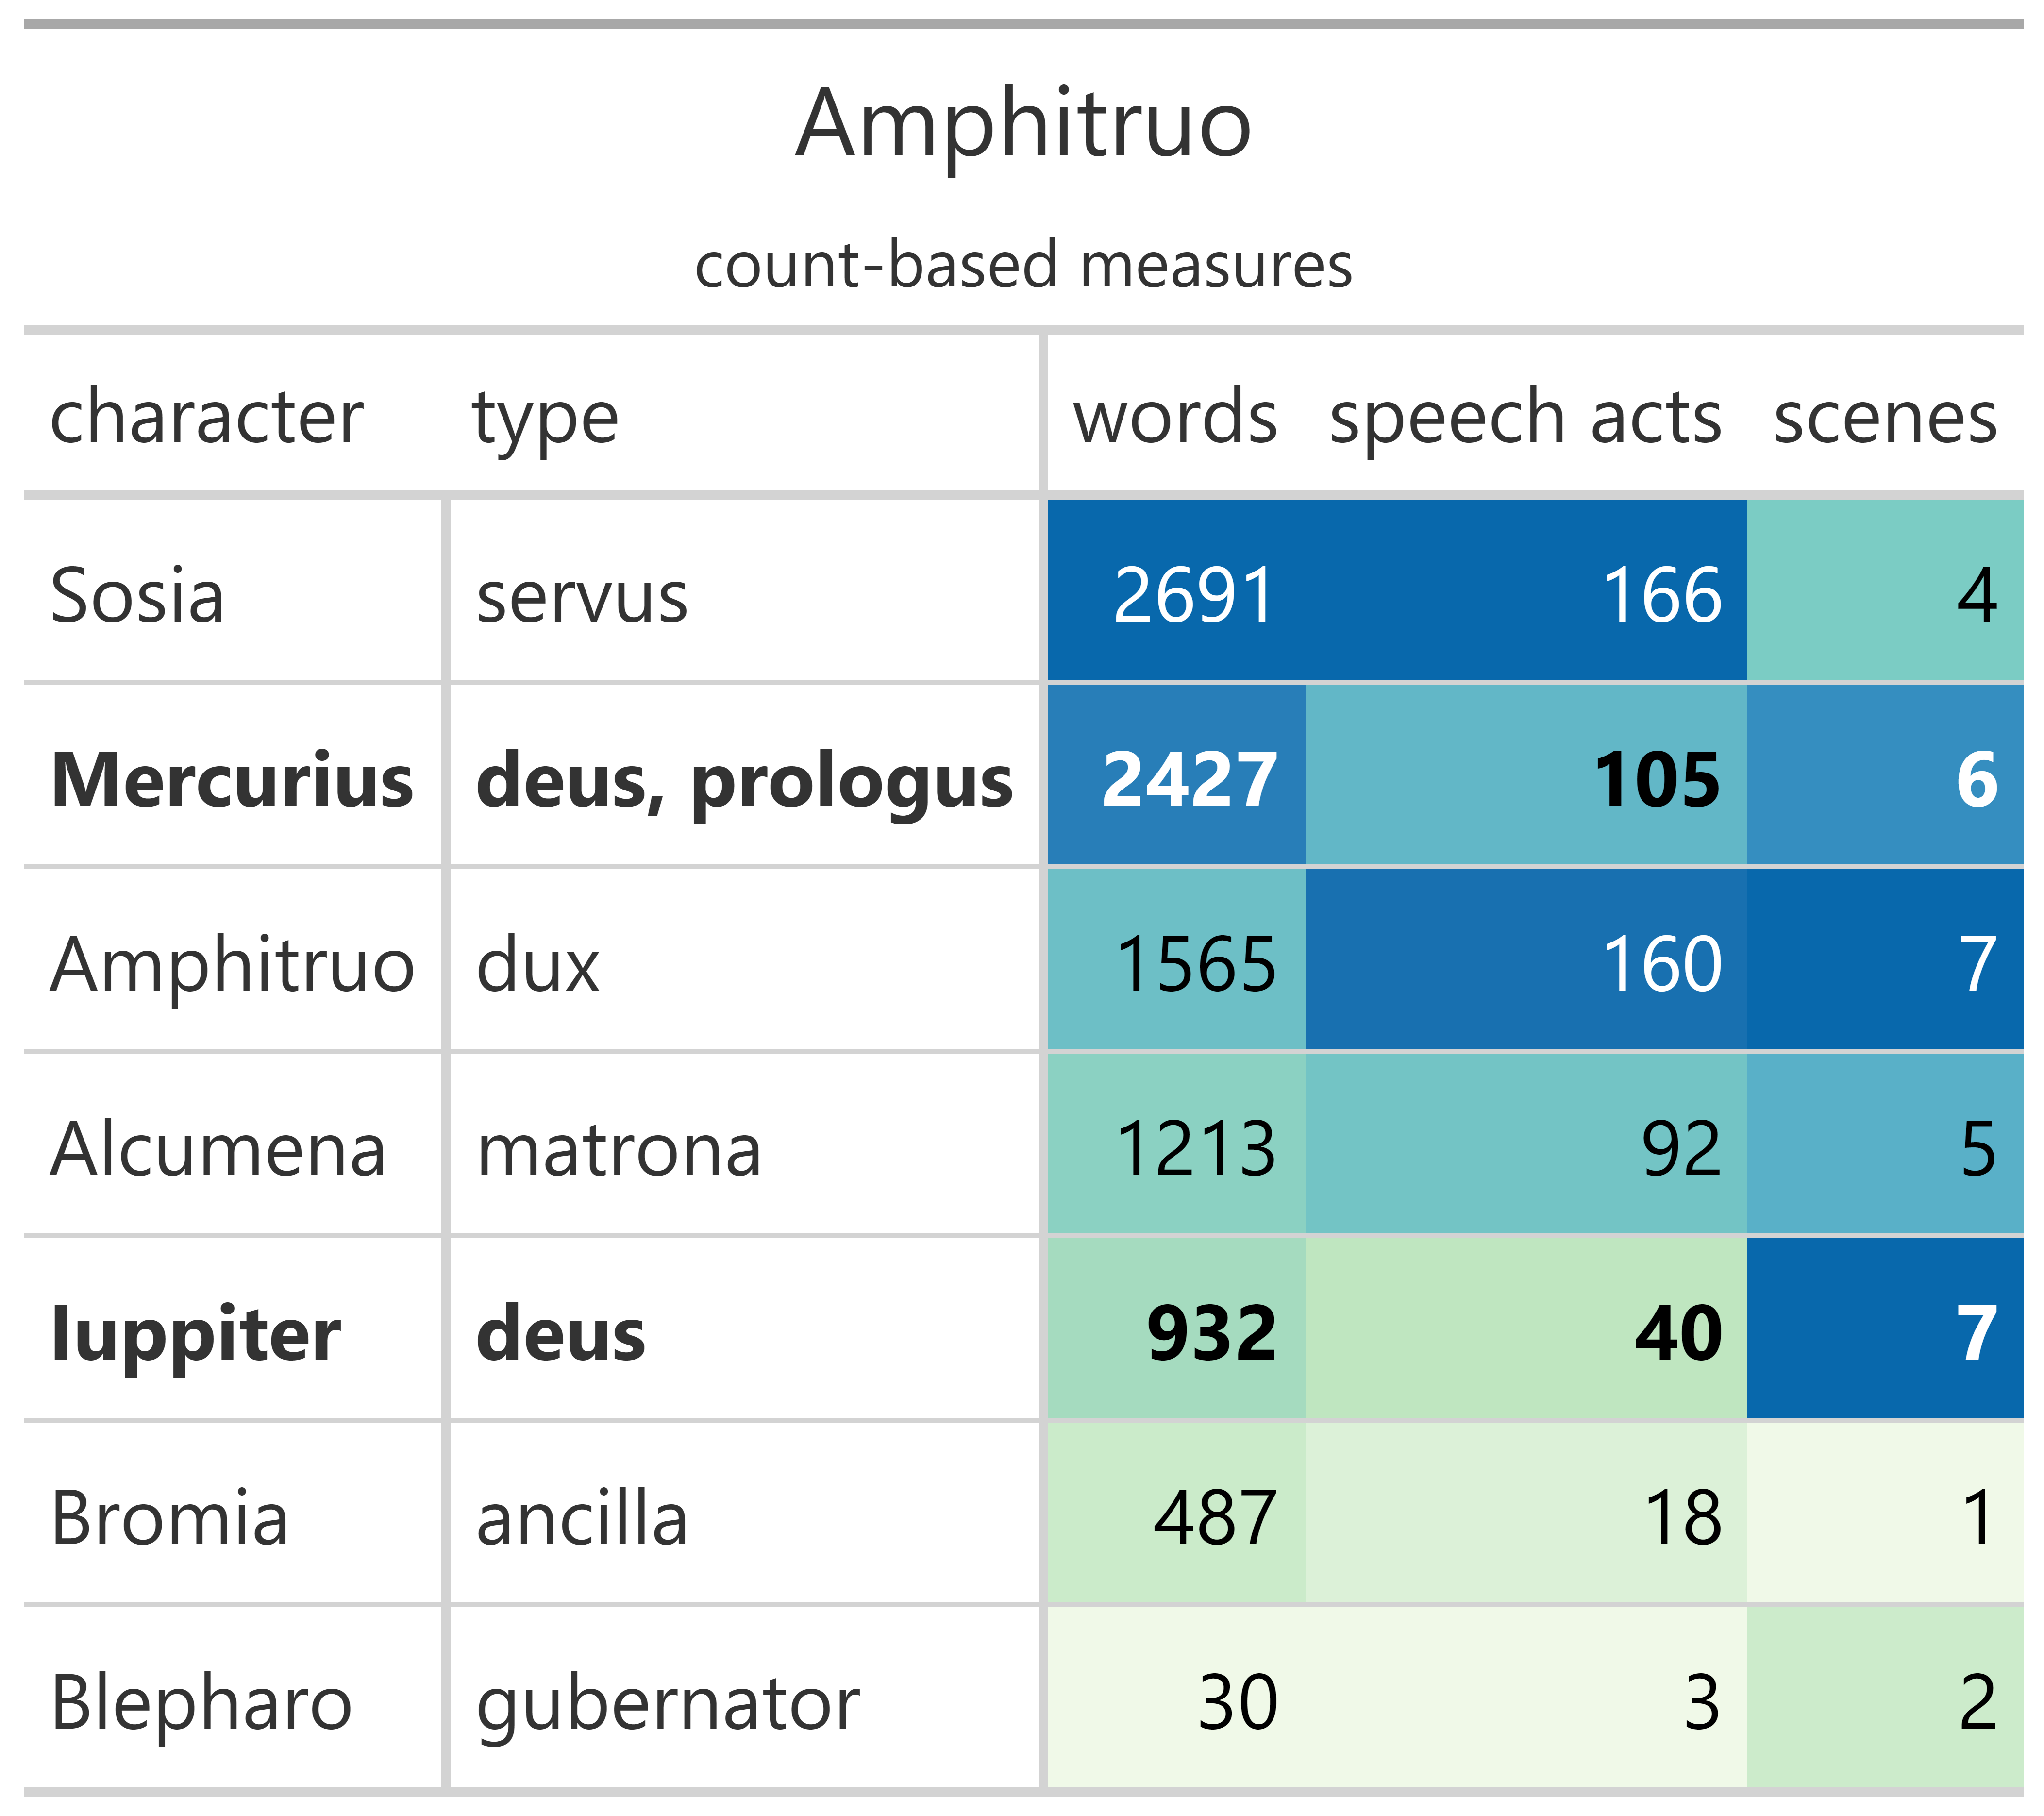 Amphitruo
count-based measures
character type words speech acts scenes
Sosia servus 2691 166 4
Mercurius deus, prologus 2427 105 6
Amphitruo dux 1565 160 7
Alcumena matrona 1213 92 5
Iuppiter deus 932 40 7
Bromia ancilla 487 18 1
Blepharo gubernator 30 3 2